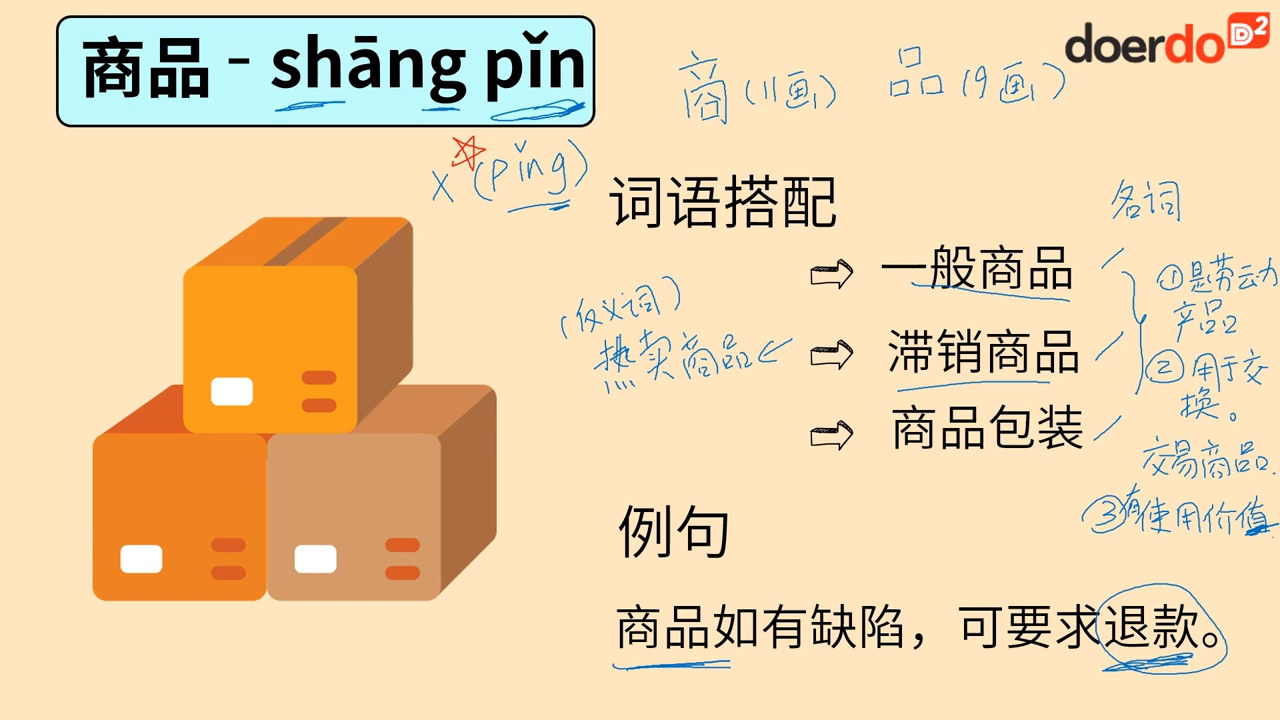 商品 - shāng pǐn
doerdo D2
商(11画) 品(9画)
x (pǐng)
词语搭配
名词
一般商品
滞销商品
(反义词)
热卖商品
商品包装
①是劳动
产品
②用于交
换。
交易商品.
③有使用价值
例句
商品如有缺陷，可要求退款。